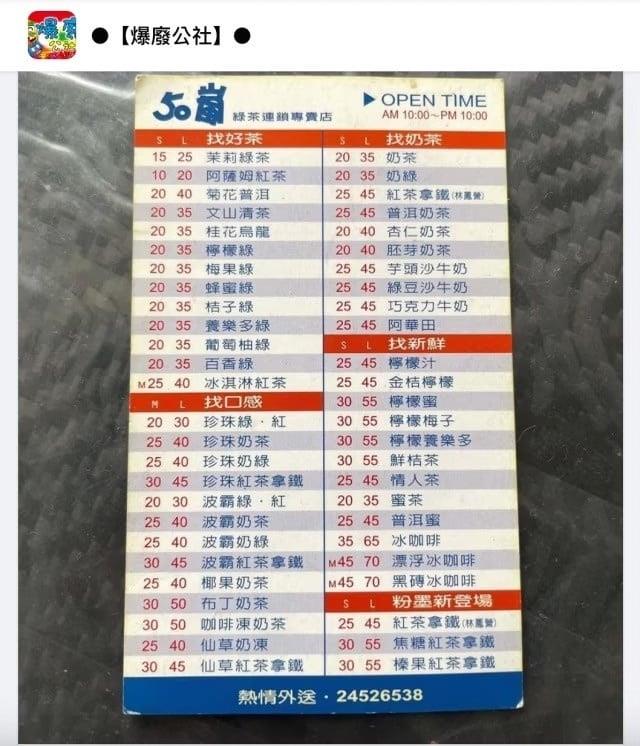 ●【爆廢公社】●
50嵐 綠茶連鎖專賣店
OPEN TIME
AM 10:00~PM 10:00
S L 找好茶
15 25 茉莉綠茶
10 20 阿薩姆紅茶
20 40 菊花普洱
20 35 文山清茶
20 35 桂花烏龍
20 35 檸檬綠
20 35 梅果綠
20 35 蜂蜜綠
20 35 桔子綠
20 35 養樂多綠
20 35 葡萄柚綠
20 35 百香綠
M25 40 冰淇淋紅茶
M L 找口感
20 30 珍珠綠·紅
25 40 珍珠奶茶
25 40 珍珠奶綠
30 45 珍珠紅茶拿鐵
20 30 波霸綠·紅
25 40 波霸奶茶
25 40 波霸奶綠
30 45 波霸紅茶拿鐵
25 40 椰果奶茶
30 50 布丁奶茶
30 50 咖啡凍奶茶
25 40 仙草奶凍
30 45 仙草紅茶拿鐵
S L 找奶茶
20 35 奶茶
20 35 奶綠
25 45 紅茶拿鐵(林鳳營)
25 45 普洱奶茶
20 40 杏仁奶茶
20 40 胚芽奶茶
25 45 芋頭沙牛奶
25 45 綠豆沙牛奶
25 45 巧克力牛奶
25 45 阿華田
S L 找新鮮
25 45 檸檬汁
25 45 金桔檸檬
30 55 檸檬蜜
30 55 檸檬梅子
30 55 檸檬養樂多
30 55 鮮桔茶
25 45 情人茶
20 35 蜜茶
25 45 普洱蜜
35 65 冰咖啡
M45 70 漂浮冰咖啡
M45 70 黑磚冰咖啡
S L 粉墨新登場
25 45 紅茶拿鐵(林鳳營)
30 55 焦糖紅茶拿鐵
30 55 榛果紅茶拿鐵
熱情外送·24526538